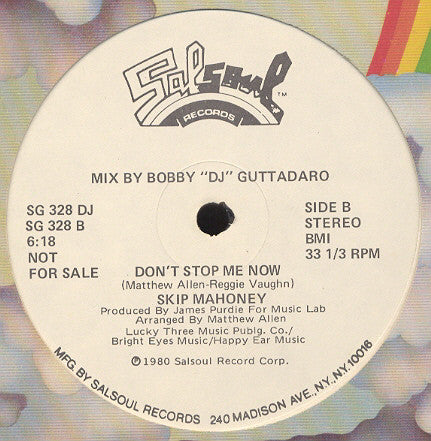 Salsoul™
RECORDS
MIX BY BOBBY "DJ" GUTTADARO
SG 328 DJ
SG 328 B
6:18
NOT
FOR SALE
SIDE B
STEREO
BMI
33 1/3 RPM
DON'T STOP ME NOW
(Matthew Allen-Reggie Vaughn)
SKIP MAHONEY
Produced By James Purdie For Music Lab
Arranged By Matthew Allen
Lucky Three Music Publg. Co./
Bright Eyes Music/Happy Ear Music
℗ 1980 Salsoul Record Corp.
MFG. BY SALSOUL RECORDS 240 MADISON AVE., NY., NY. 10016